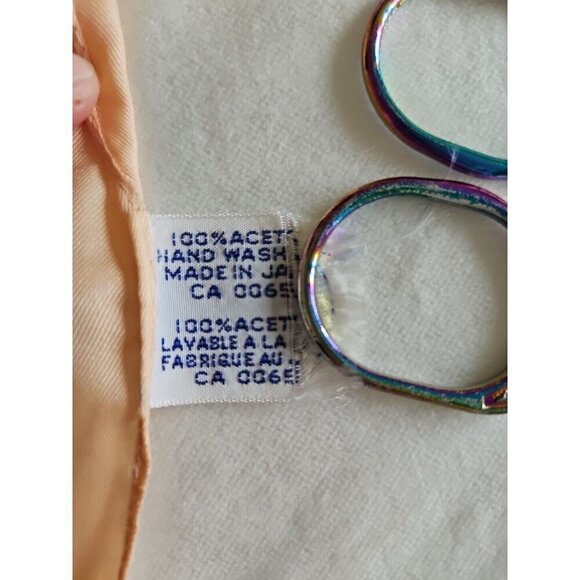 100%ACET
HAND WASH
MADE IN JA
CA 0065
100%ACET
LAVABLE A LA
FABRIQUE AU
CA 0065